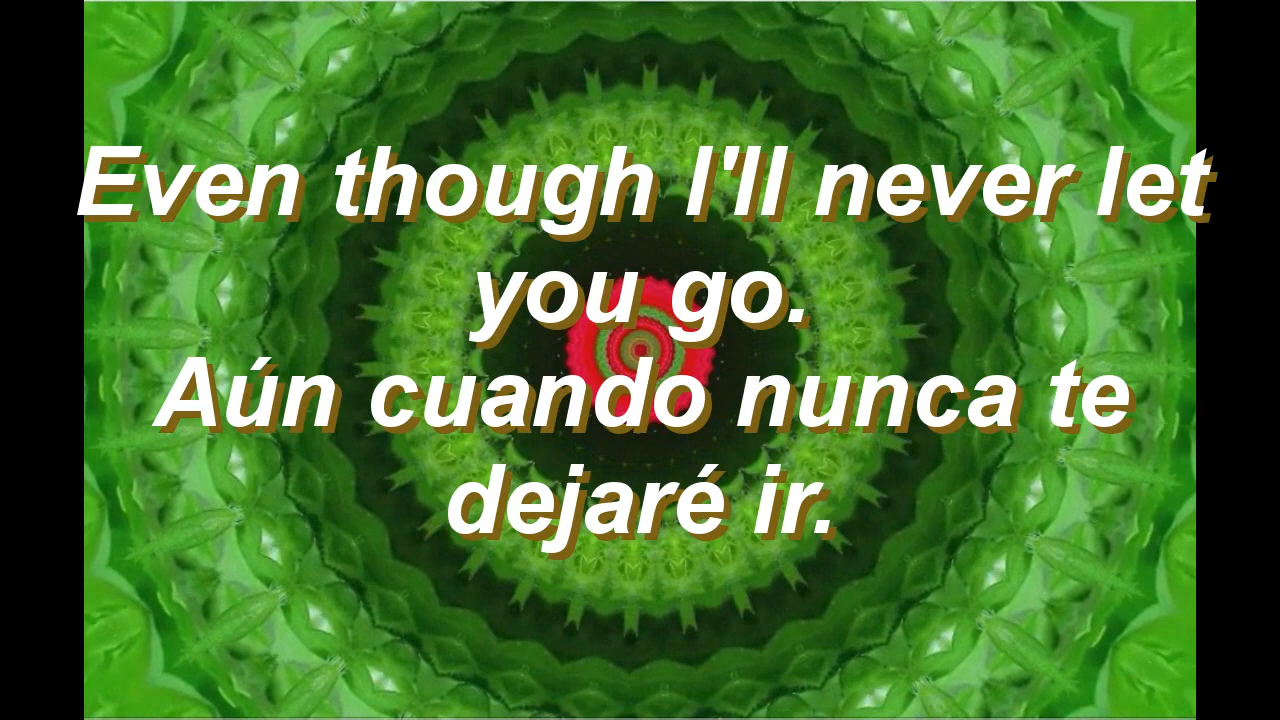 Even though I'll never let
you go.
Aún cuando nunca te
dejaré ir.